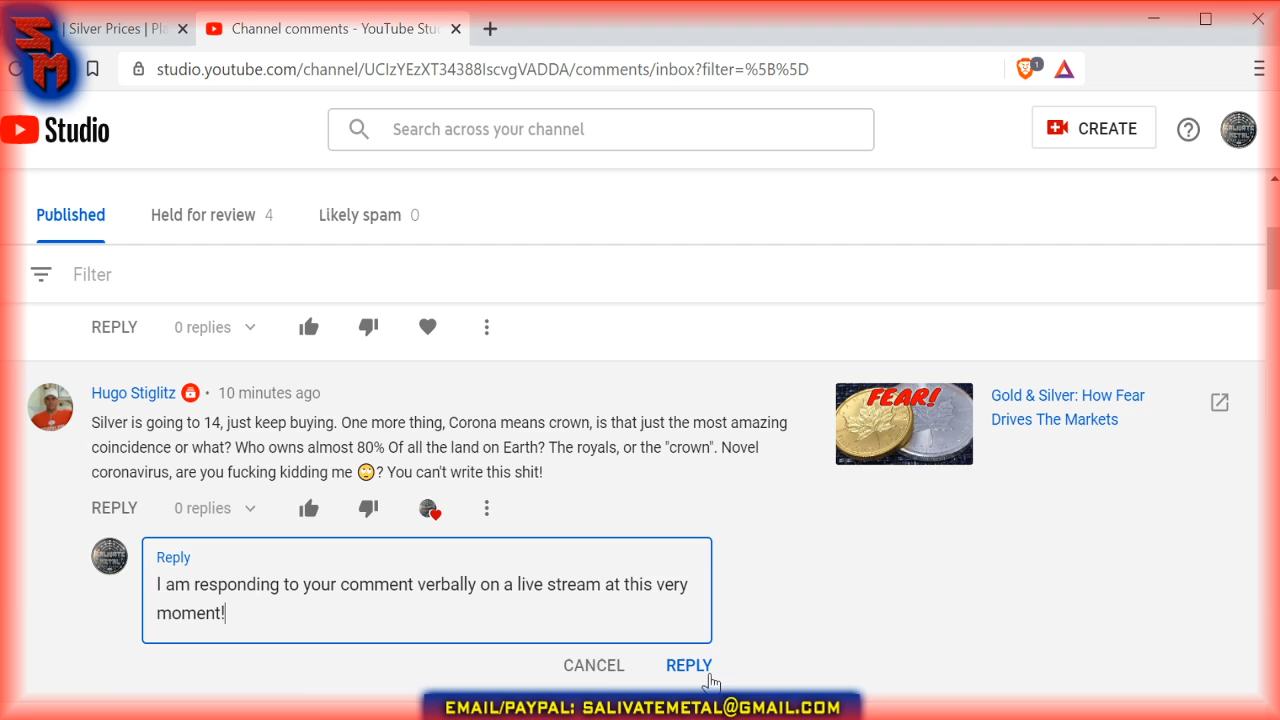 SM
| Silver Prices | Pla
Channel comments - YouTube Stu
studio.youtube.com/channel/UCIzYEzXT34388IscvgVADDA/comments/inbox?filter=%5B%5D
1
Studio
Search across your channel
CREATE
Published
Held for review 4
Likely spam 0
Filter
REPLY
0 replies
Hugo Stiglitz • 10 minutes ago
Silver is going to 14, just keep buying. One more thing, Corona means crown, is that just the most amazing
coincidence or what? Who owns almost 80% Of all the land on Earth? The royals, or the "crown". Novel
coronavirus, are you fucking kidding me 🙄? You can't write this shit!
FEAR!
Gold & Silver: How Fear
Drives The Markets
REPLY
0 replies
SALIVATE
METAL
Reply
I am responding to your comment verbally on a live stream at this very
moment!
CANCEL
REPLY
EMAIL/PAYPAL: SALIVATEMETAL@GMAIL.COM